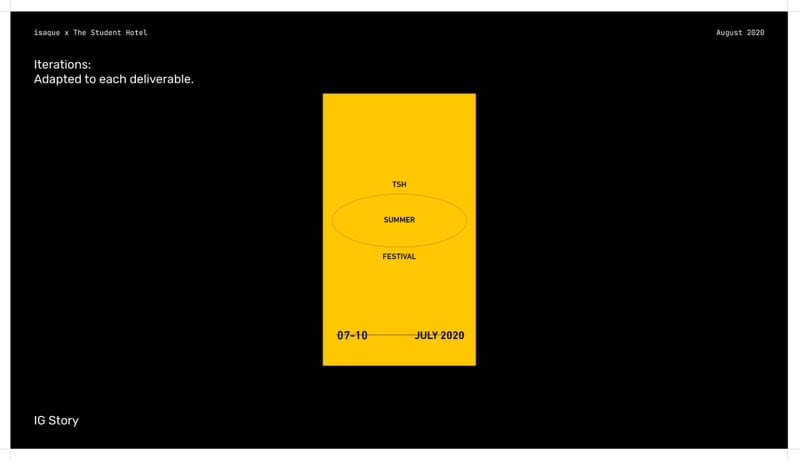 isaque x The Student Hotel
August 2020
Iterations:
Adapted to each deliverable.
TSH
SUMMER
FESTIVAL
07-10 JULY 2020
IG Story